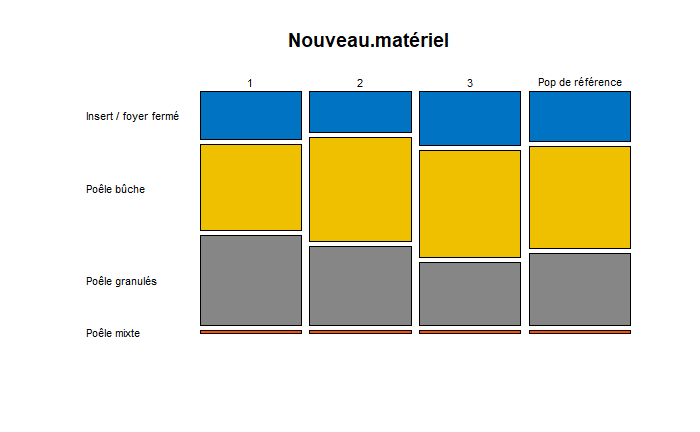 Nouveau.matériel
1
2
3
Pop de référence
Insert / foyer fermé
Poêle bûche
Poêle granulés
Poêle mixte